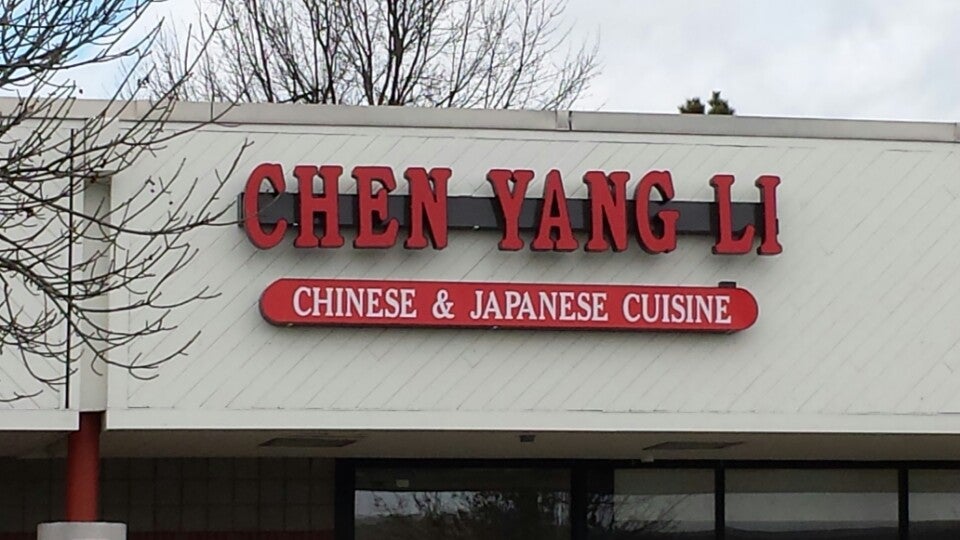 CHEN YANG LI
CHINESE & JAPANESE CUISINE